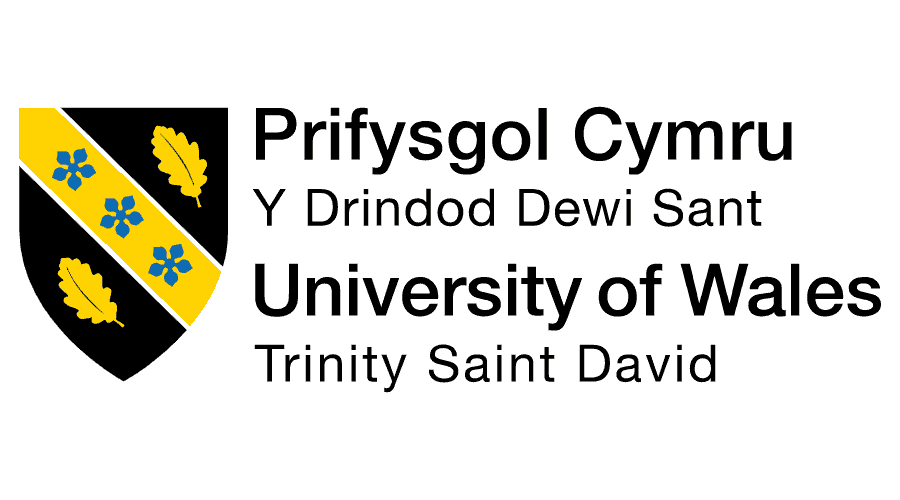 Prifysgol Cymru
Y Drindod Dewi Sant
University of Wales
Trinity Saint David